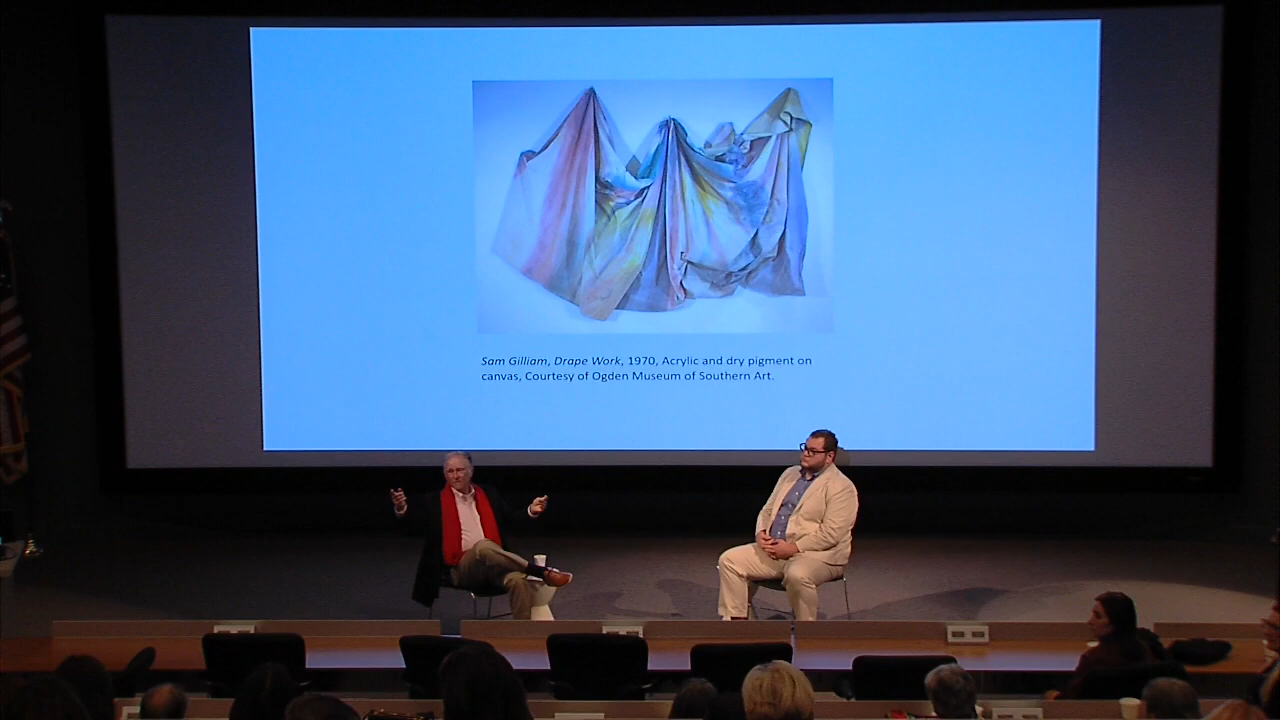 Sam Gilliam, Drape Work, 1970, Acrylic and dry pigment on
canvas, Courtesy of Ogden Museum of Southern Art.